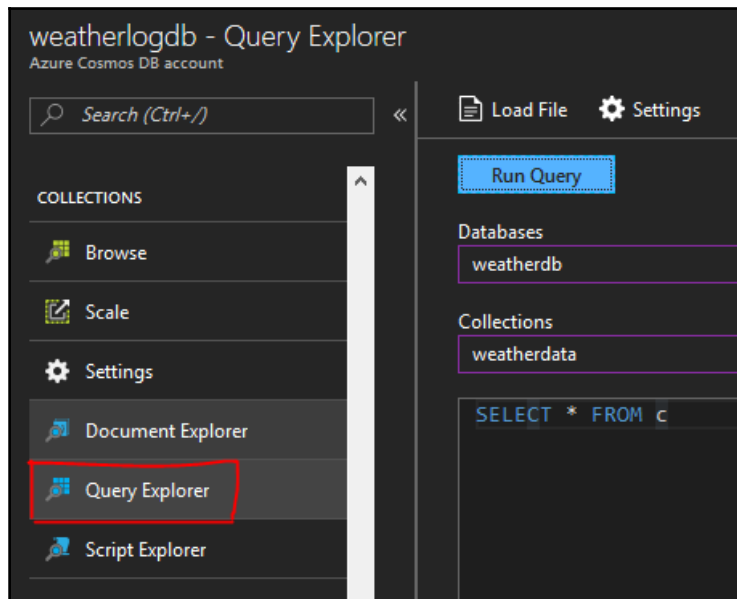 weatherlogdb - Query Explorer
Azure Cosmos DB account
Search (Ctrl+/)
«
COLLECTIONS
Browse
Scale
Settings
Document Explorer
Query Explorer
Script Explorer
Load File Settings
Run Query
Databases
weatherdb
Collections
weatherdata
SELECT * FROM c